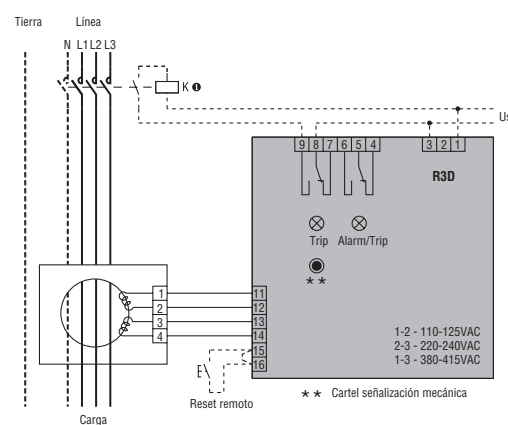 Tierra
Línea
N L1 L2 L3
K ❶
Us
9 8 7 6 5 4
3 2 1
R3D
Trip
Alarm/Trip
* *
1
2
3
4
11
12
13
14
15
16
1-2 - 110-125VAC
2-3 - 220-240VAC
1-3 - 380-415VAC
Reset remoto
* * Cartel señalización mecánica
Carga